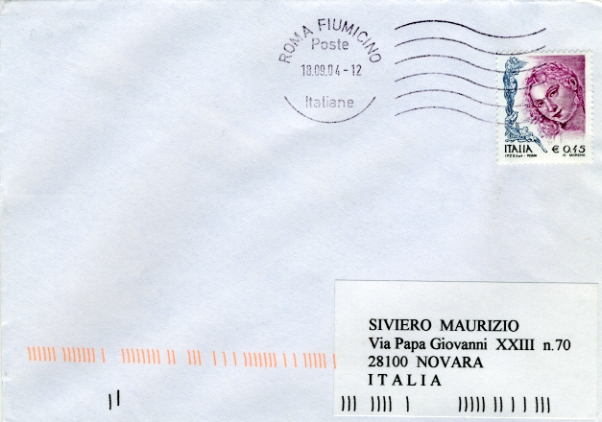 ROMA FIUMICINO
Poste
18.09.04-12
Italiane
ITALIA € 0.45
SIVIERO MAURIZIO
Via Papa Giovanni XXIII n.70
28100 NOVARA
ITALIA